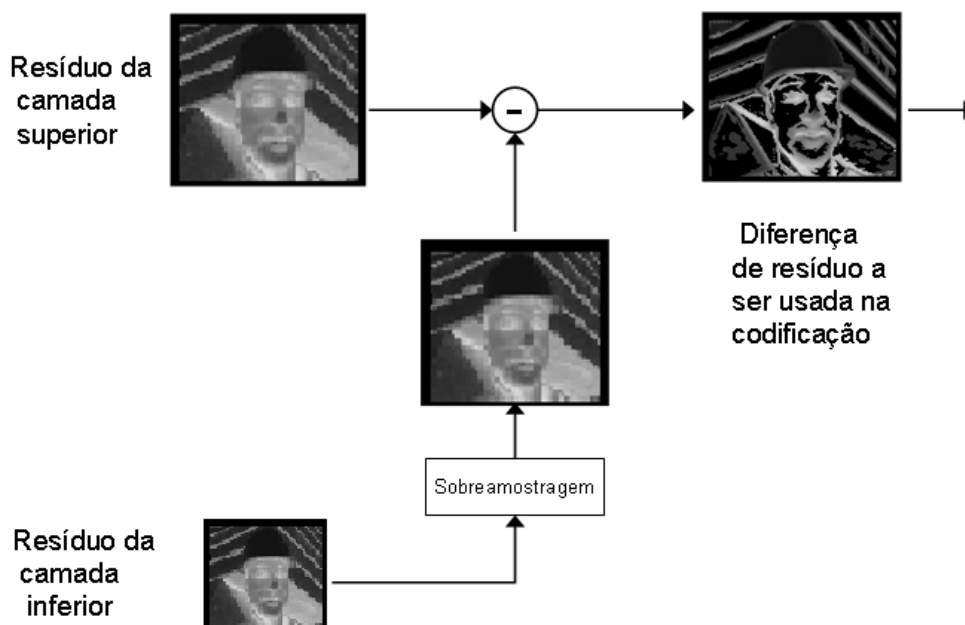 Resíduo da
camada
superior
-
Diferença
de resíduo a
ser usada na
codificação
Sobreamostragem
Resíduo da
camada
inferior